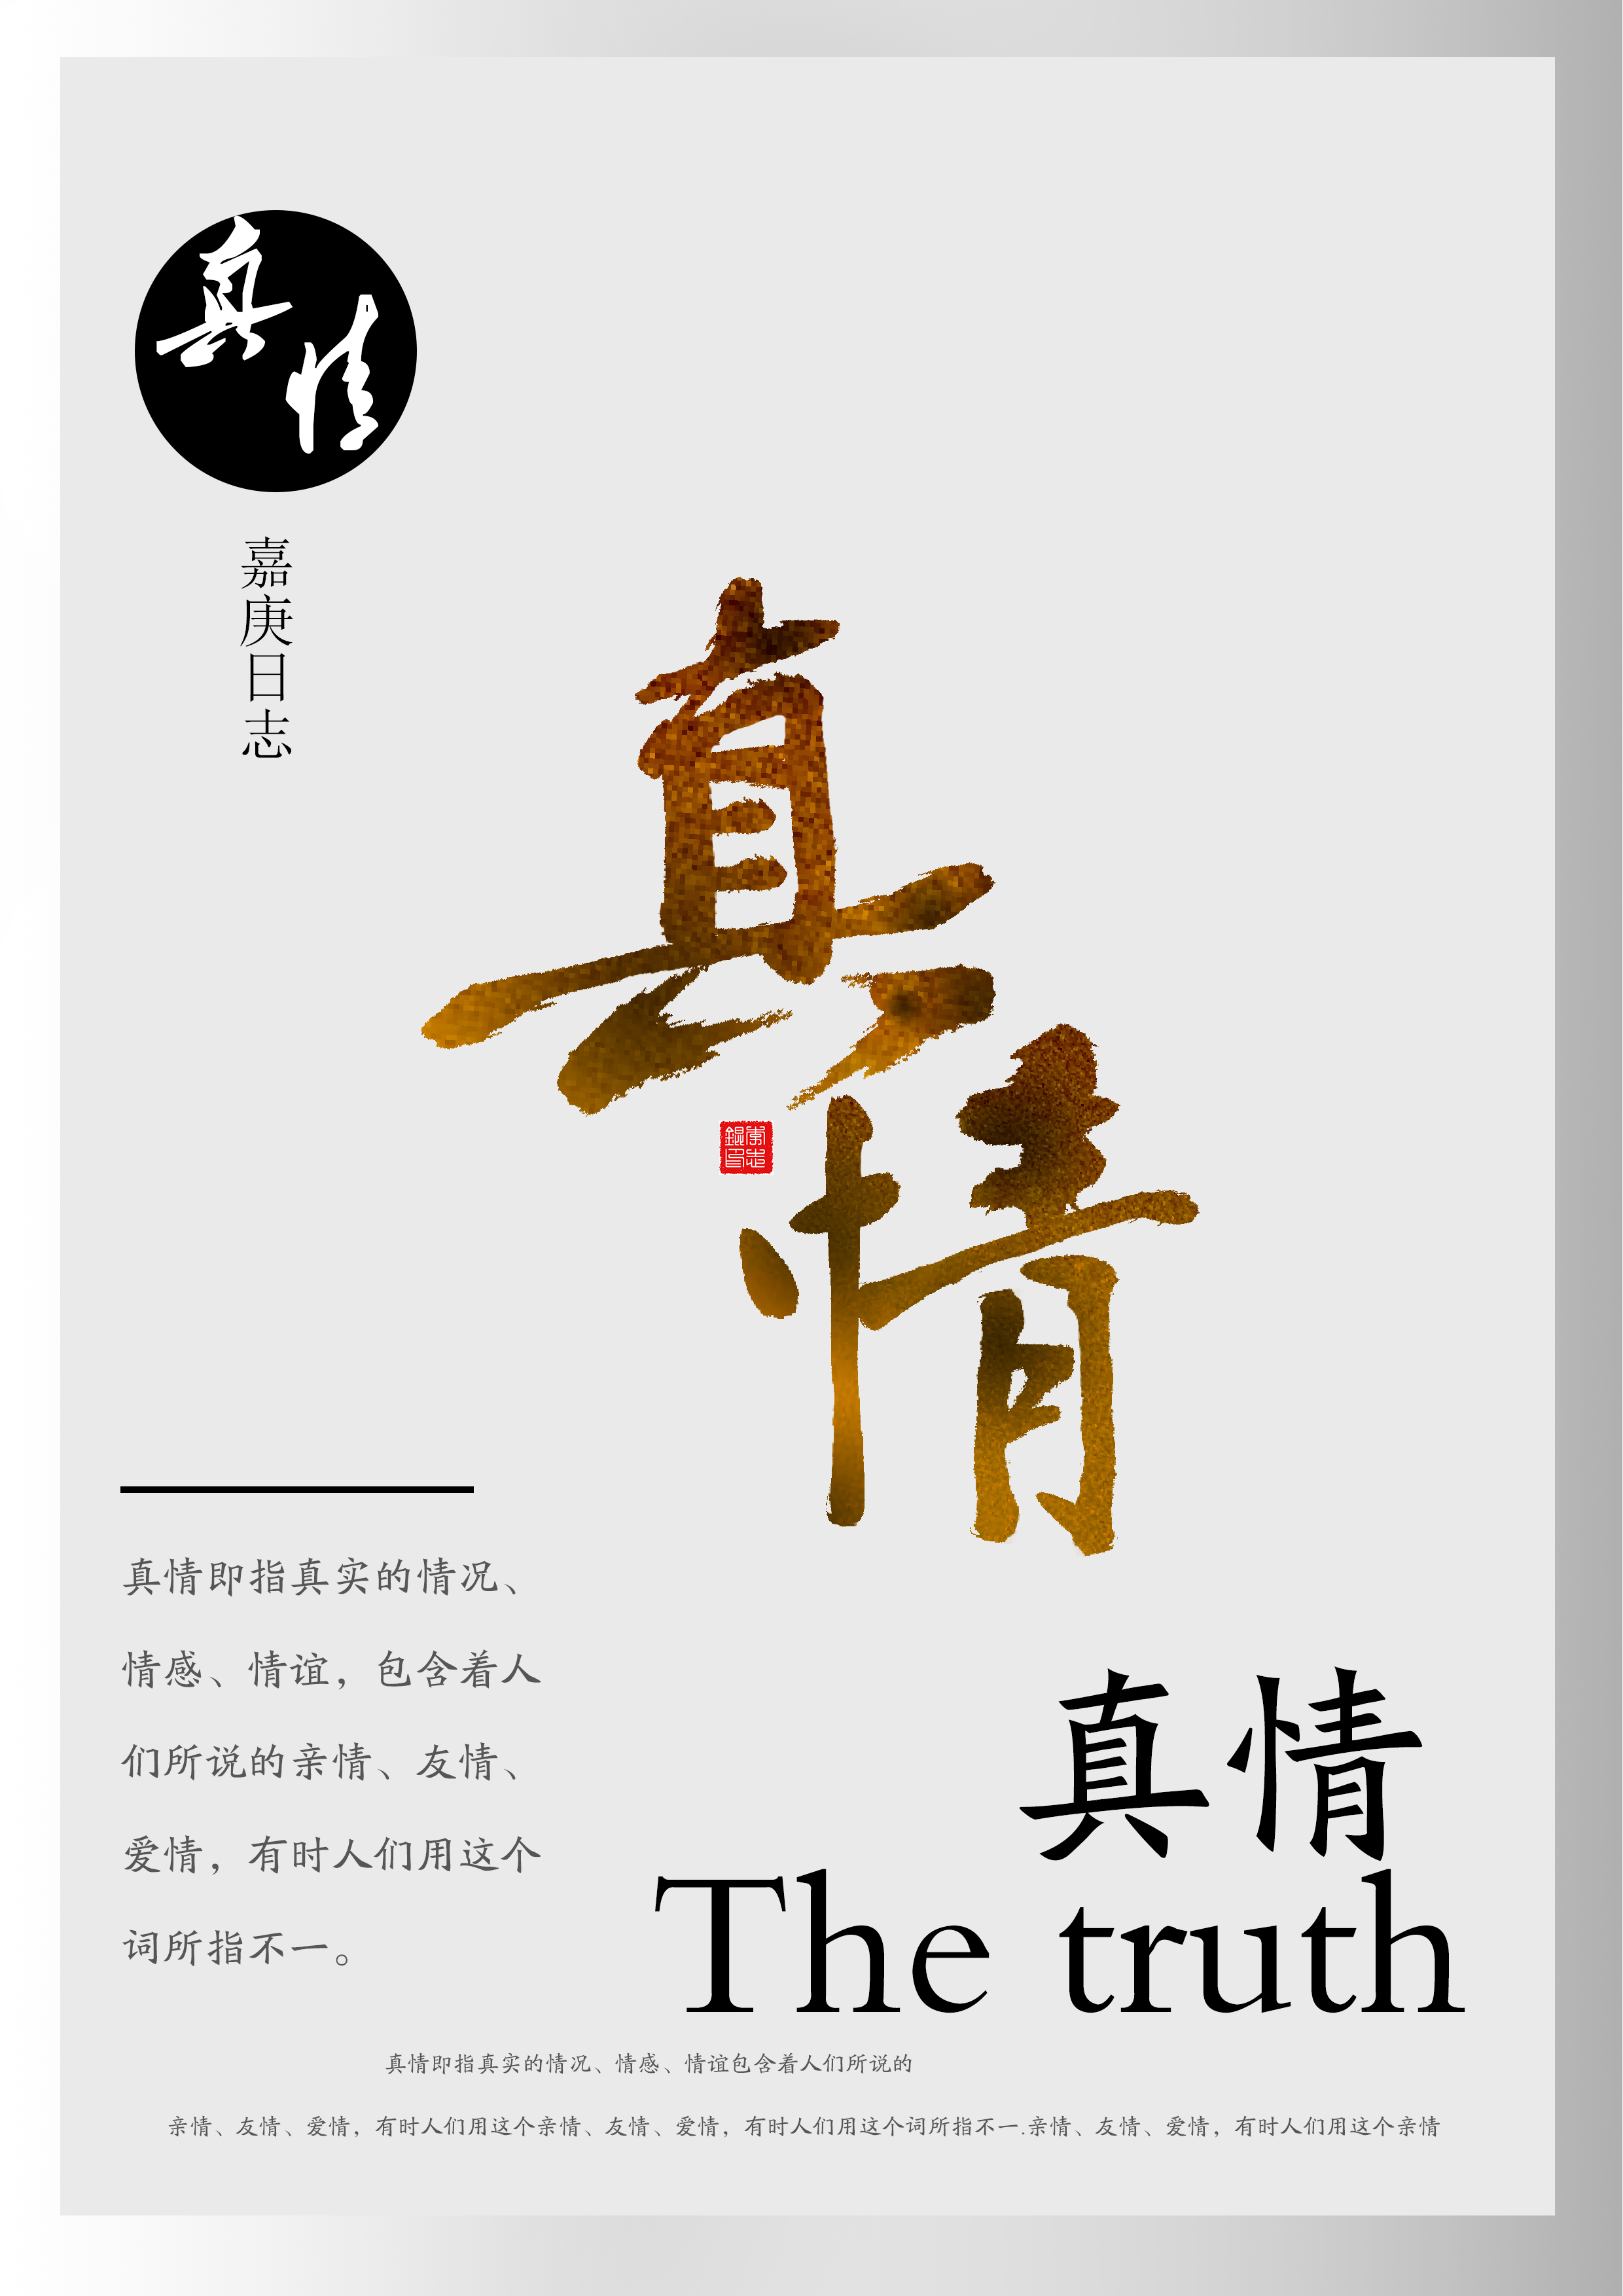 真情
嘉庚日志
真情
真情即指真实的情况、
情感、情谊，包含着人
们所说的亲情、友情、
爱情，有时人们用这个
词所指不一。
真情
The truth
真情即指真实的情况、情感、情谊包含着人们所说的
亲情、友情、爱情，有时人们用这个亲情、友情、爱情，有时人们用这个词所指不一.亲情、友情、爱情，有时人们用这个亲情